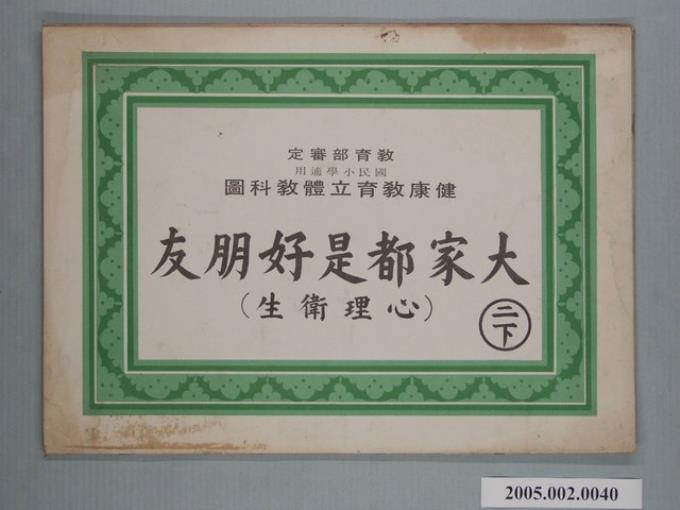 教育部審定
國民小學適用
健康教育立體教科圖
大家都是好朋友
（心理衛生）
二下
2005.002.0040